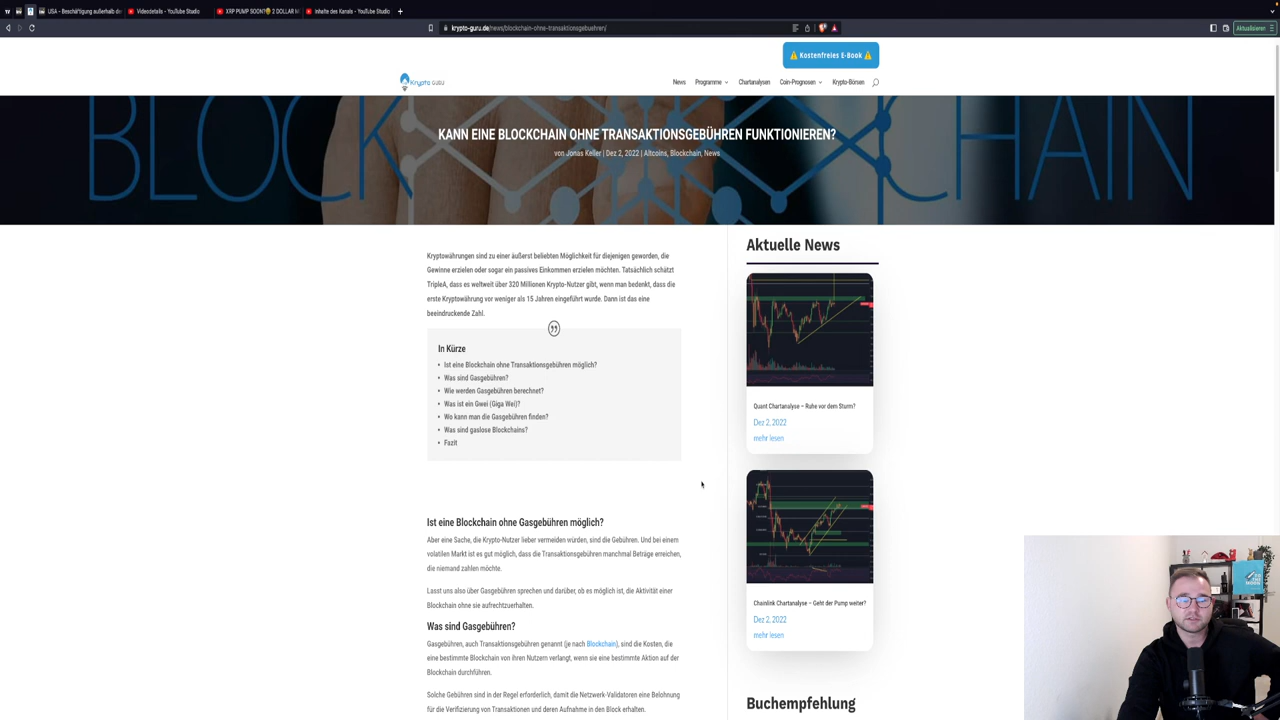 USA – Beschäftigung außerhalb de
Videodetails – YouTube Studio
XRP PUMP SOON? 2 DOLLAR
Inhalte des Kanals – YouTube Studio
krypto-guru.de/news/blockchain-ohne-transaktionsgebuehren/
Aktualisieren
Kostenfreies E-Book
Krypto GURU
News
Programme
Chartanalysen
Coin-Prognosen
Krypto-Börsen
BLOCKCHAIN
KANN EINE BLOCKCHAIN OHNE TRANSAKTIONSGEBÜHREN FUNKTIONIEREN?
von Jonas Keller | Dez 2, 2022 | Altcoins, Blockchain, News
Kryptowährungen sind zu einer äußerst beliebten Möglichkeit für diejenigen geworden, die
Gewinne erzielen oder sogar ein passives Einkommen erzielen möchten. Tatsächlich schätzt
TripleA, dass es weltweit über 320 Millionen Krypto-Nutzer gibt, wenn man bedenkt, dass die
erste Kryptowährung vor weniger als 15 Jahren eingeführt wurde. Dann ist das eine
beeindruckende Zahl.
In Kürze
• Ist eine Blockchain ohne Transaktionsgebühren möglich?
• Was sind Gasgebühren?
• Wie werden Gasgebühren berechnet?
• Was ist ein Gwei (Giga Wei)?
• Wo kann man die Gasgebühren finden?
• Was sind gaslose Blockchains?
• Fazit
Ist eine Blockchain ohne Gasgebühren möglich?
Aber eine Sache, die Krypto-Nutzer lieber vermeiden würden, sind die Gebühren. Und bei einem
volatilen Markt ist es gut möglich, dass die Transaktionsgebühren manchmal Beträge erreichen,
die niemand zahlen möchte.
Lasst uns also über Gasgebühren sprechen und darüber, ob es möglich ist, die Aktivität einer
Blockchain ohne sie aufrechtzuerhalten.
Was sind Gasgebühren?
Gasgebühren, auch Transaktionsgebühren genannt (je nach Blockchain), sind die Kosten, die
eine bestimmte Blockchain von ihren Nutzern verlangt, wenn sie eine bestimmte Aktion auf der
Blockchain durchführen.
Solche Gebühren sind in der Regel erforderlich, damit die Netzwerk-Validatoren eine Belohnung
für die Verifizierung von Transaktionen und deren Aufnahme in den Block erhalten.
Aktuelle News
Quant Chartanalyse – Ruhe vor dem Sturm?
Dez 2, 2022
mehr lesen
Chainlink Chartanalyse – Geht der Pump weiter?
Dez 2, 2022
mehr lesen
Buchempfehlung